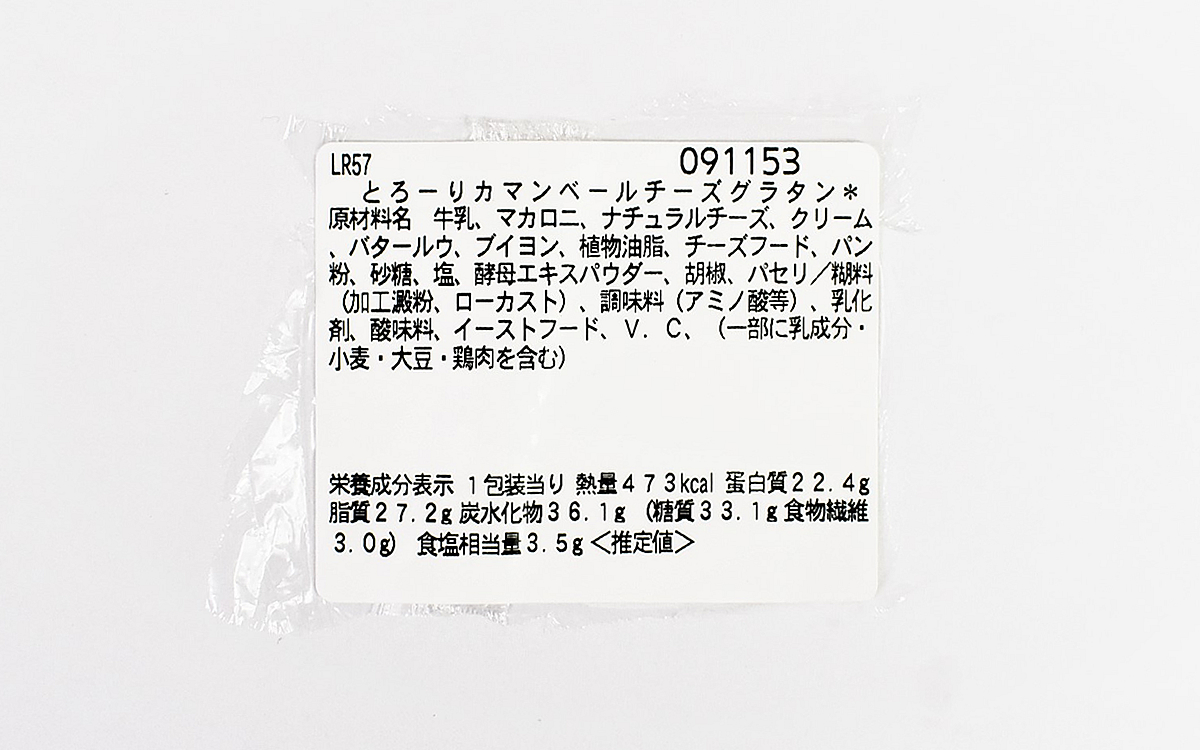 LR57 091153
とろーりカマンベールチーズグラタン＊
原材料名　牛乳、マカロニ、ナチュラルチーズ、クリーム
、バタールウ、ブイヨン、植物油脂、チーズフード、パン
粉、砂糖、塩、酵母エキスパウダー、胡椒、パセリ／糊料
（加工澱粉、ローカスト）、調味料（アミノ酸等）、乳化
剤、酸味料、イーストフード、Ｖ．Ｃ、（一部に乳成分・
小麦・大豆・鶏肉を含む）
栄養成分表示 １包装当り 熱量４７３kcal 蛋白質２２.４g
脂質２７.２g 炭水化物３６.１g （糖質３３.１g 食物繊維
３.０g） 食塩相当量３.５g＜推定値＞